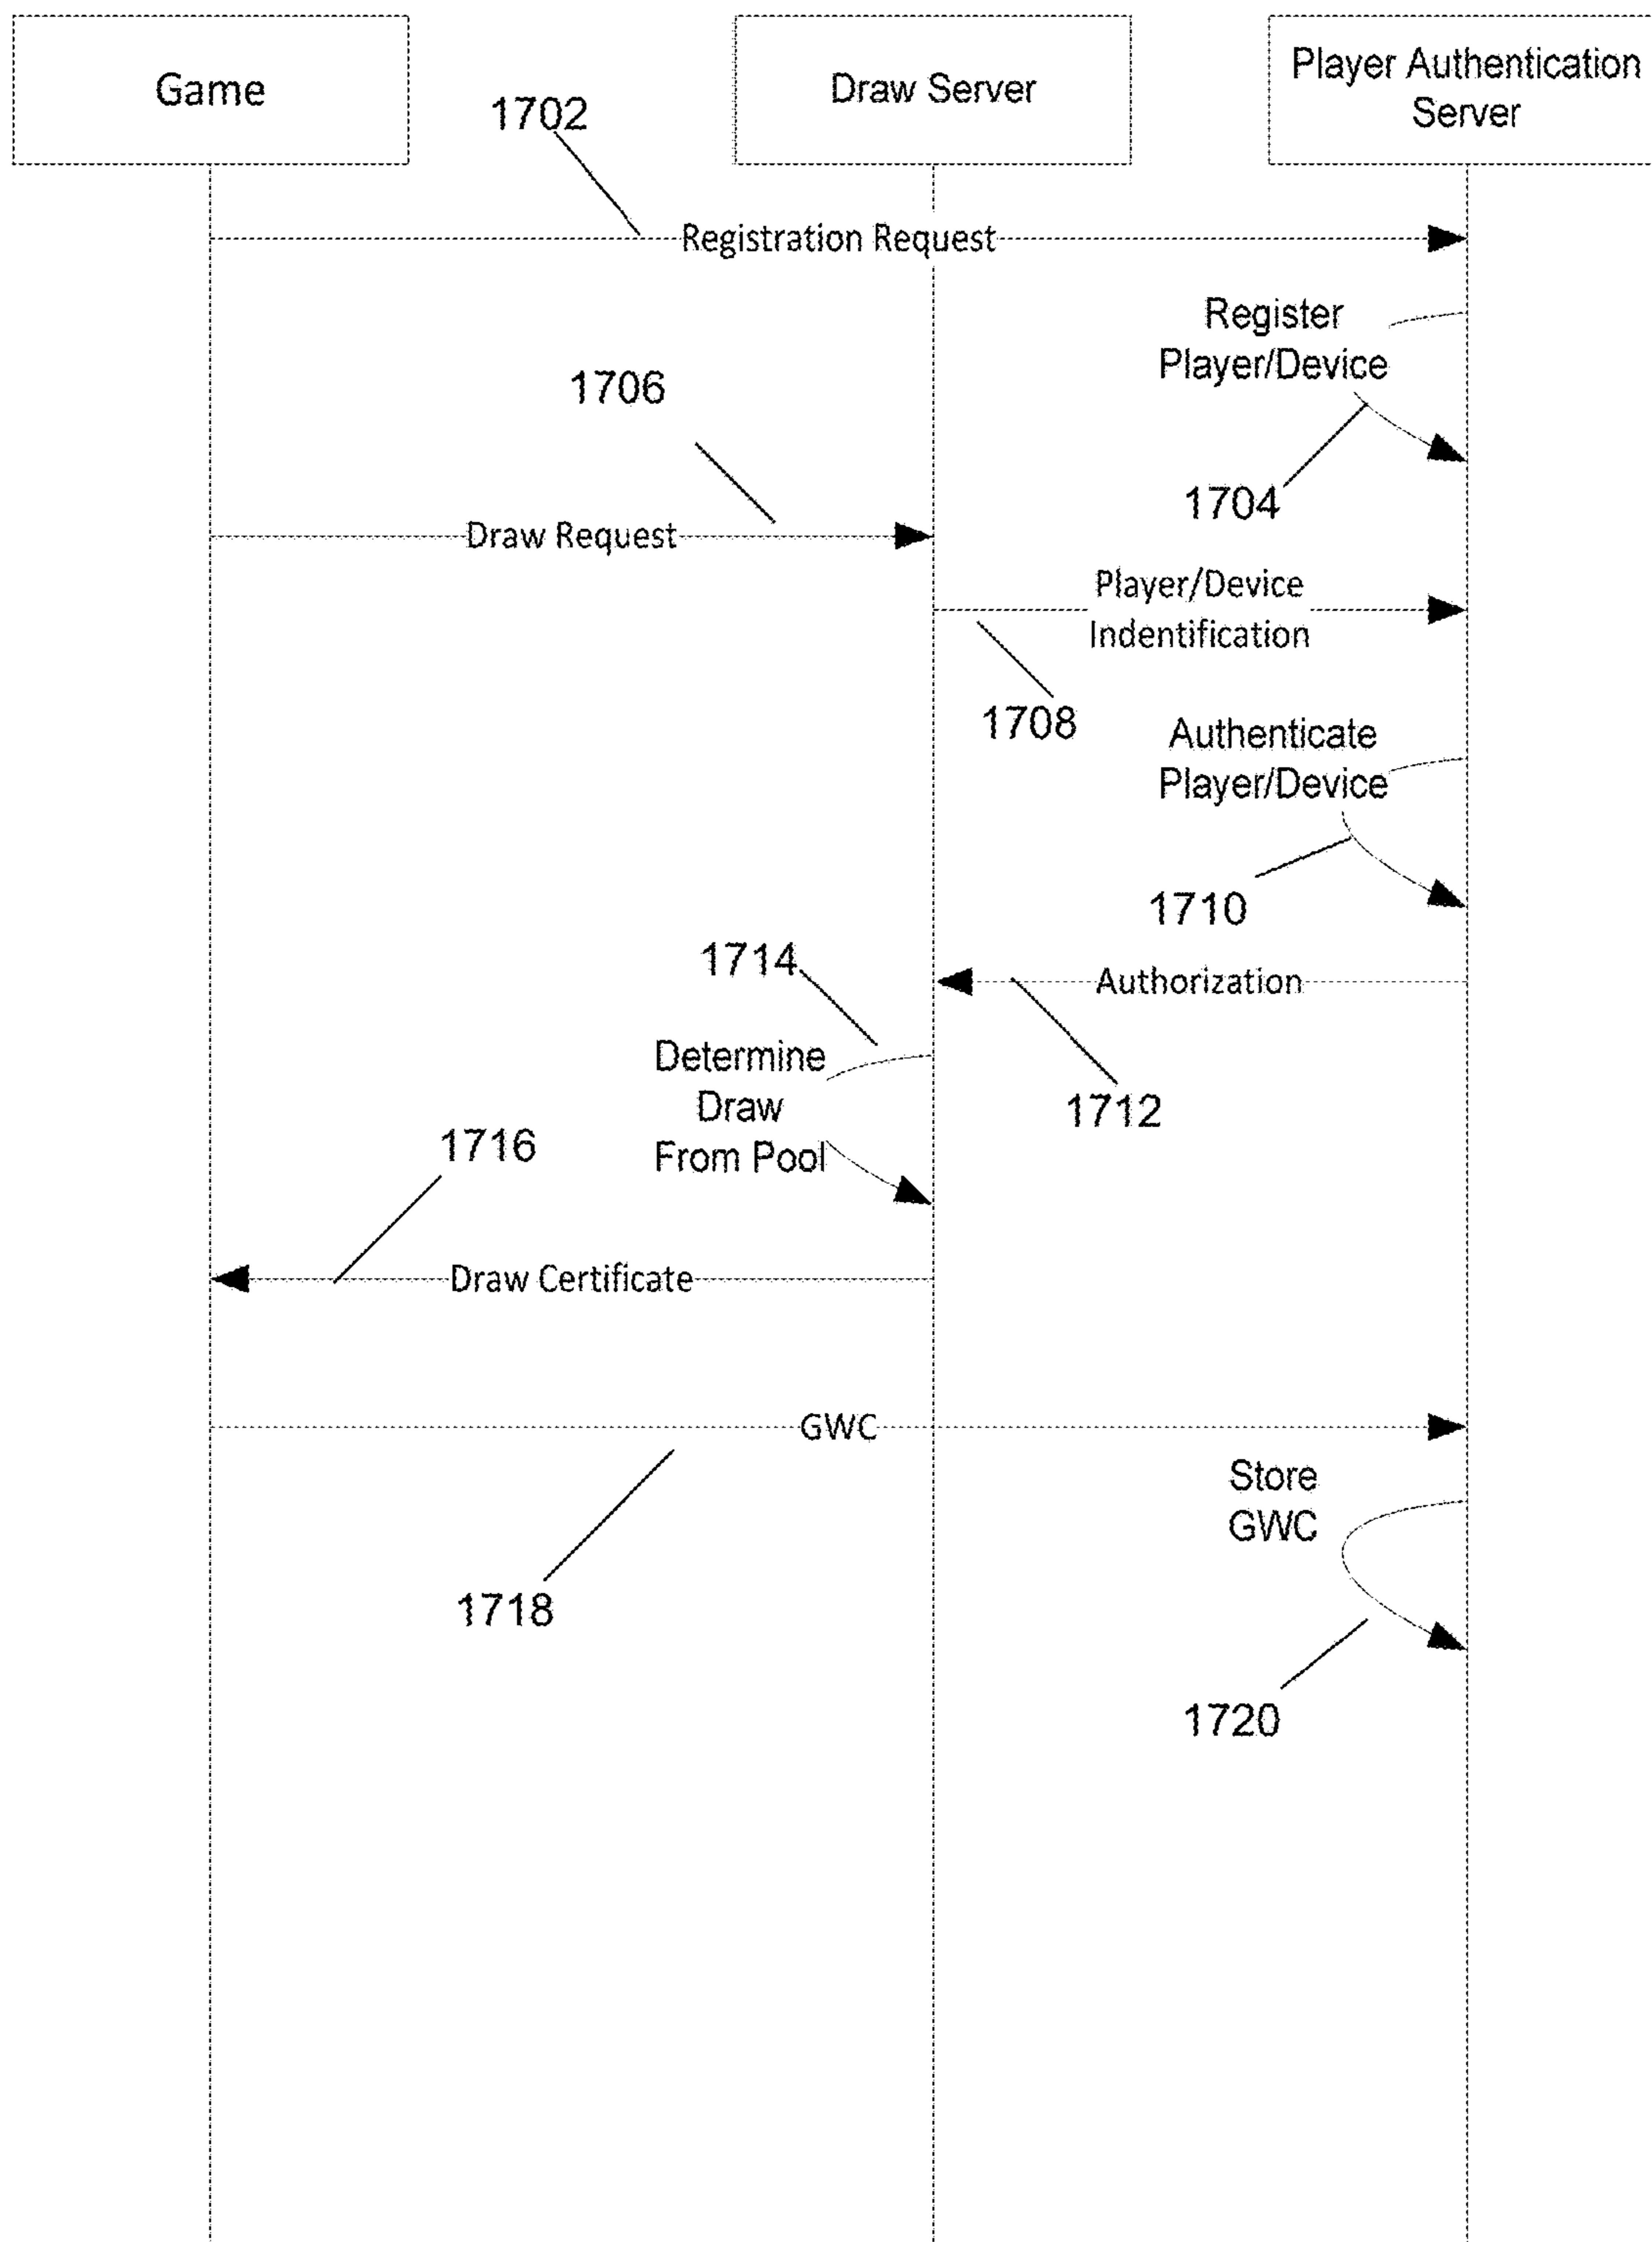 Game
Draw Server
Player Authentication
Server
1702
Registration Request
Register
Player/Device
1706
1704
Draw Request
Player/Device
Indentification
1708
Authenticate
Player/Device
1710
1714
Authorization
Determine
Draw
From Pool
1712
1716
Draw Certificate
GWC
Store
GWC
1718
1720